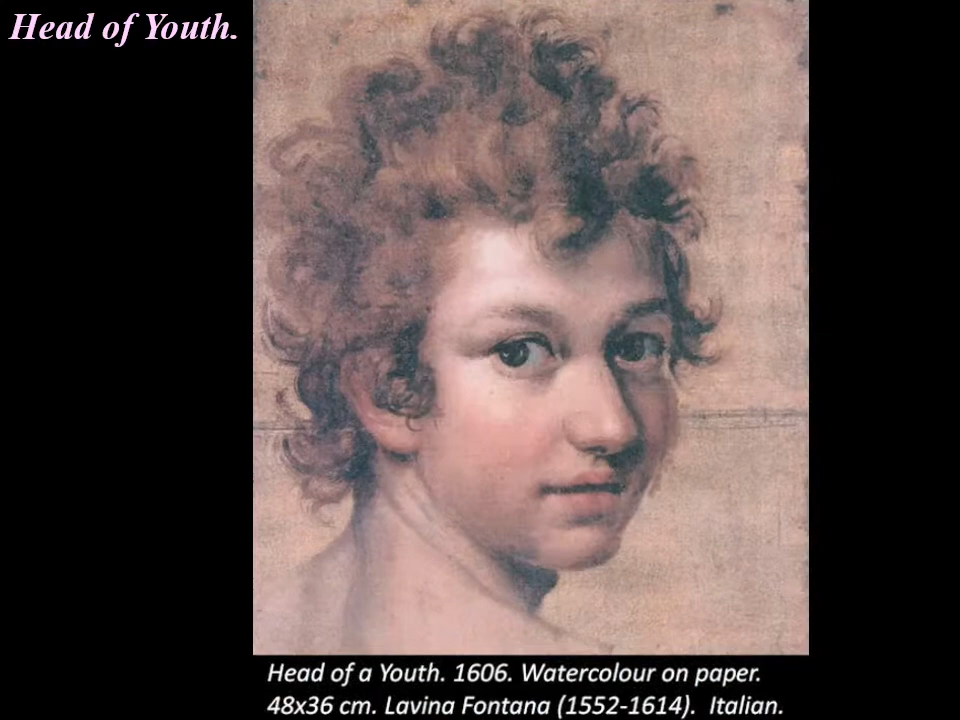 Head of Youth.
Head of a Youth. 1606. Watercolour on paper.
48x36 cm. Lavina Fontana (1552-1614).  Italian.